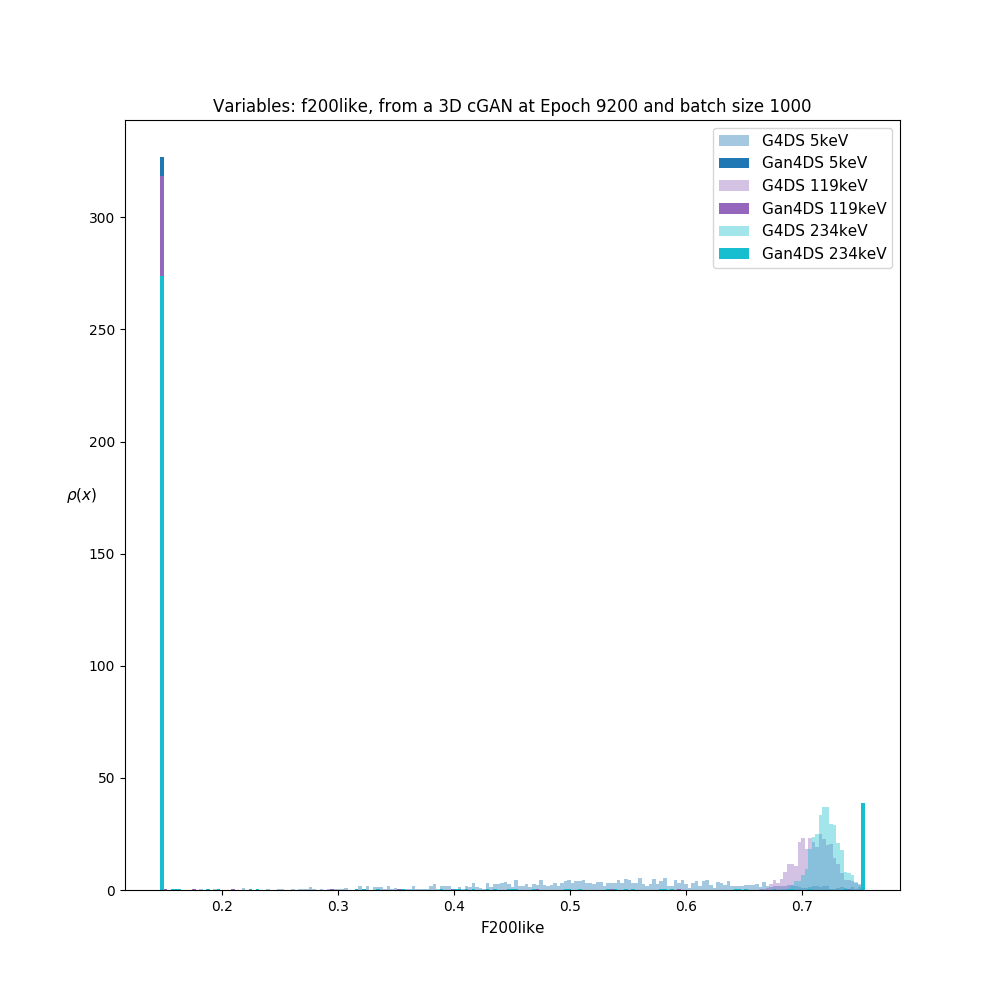 Variables: f200like, from a 3D cGAN at Epoch 9200 and batch size 1000
G4DS 5keV
Gan4DS 5keV
G4DS 119keV
Gan4DS 119keV
G4DS 234keV
Gan4DS 234keV
300
250
200
ρ(x)
150
100
50
0
0.2 0.3 0.4 0.5 0.6 0.7
F200like